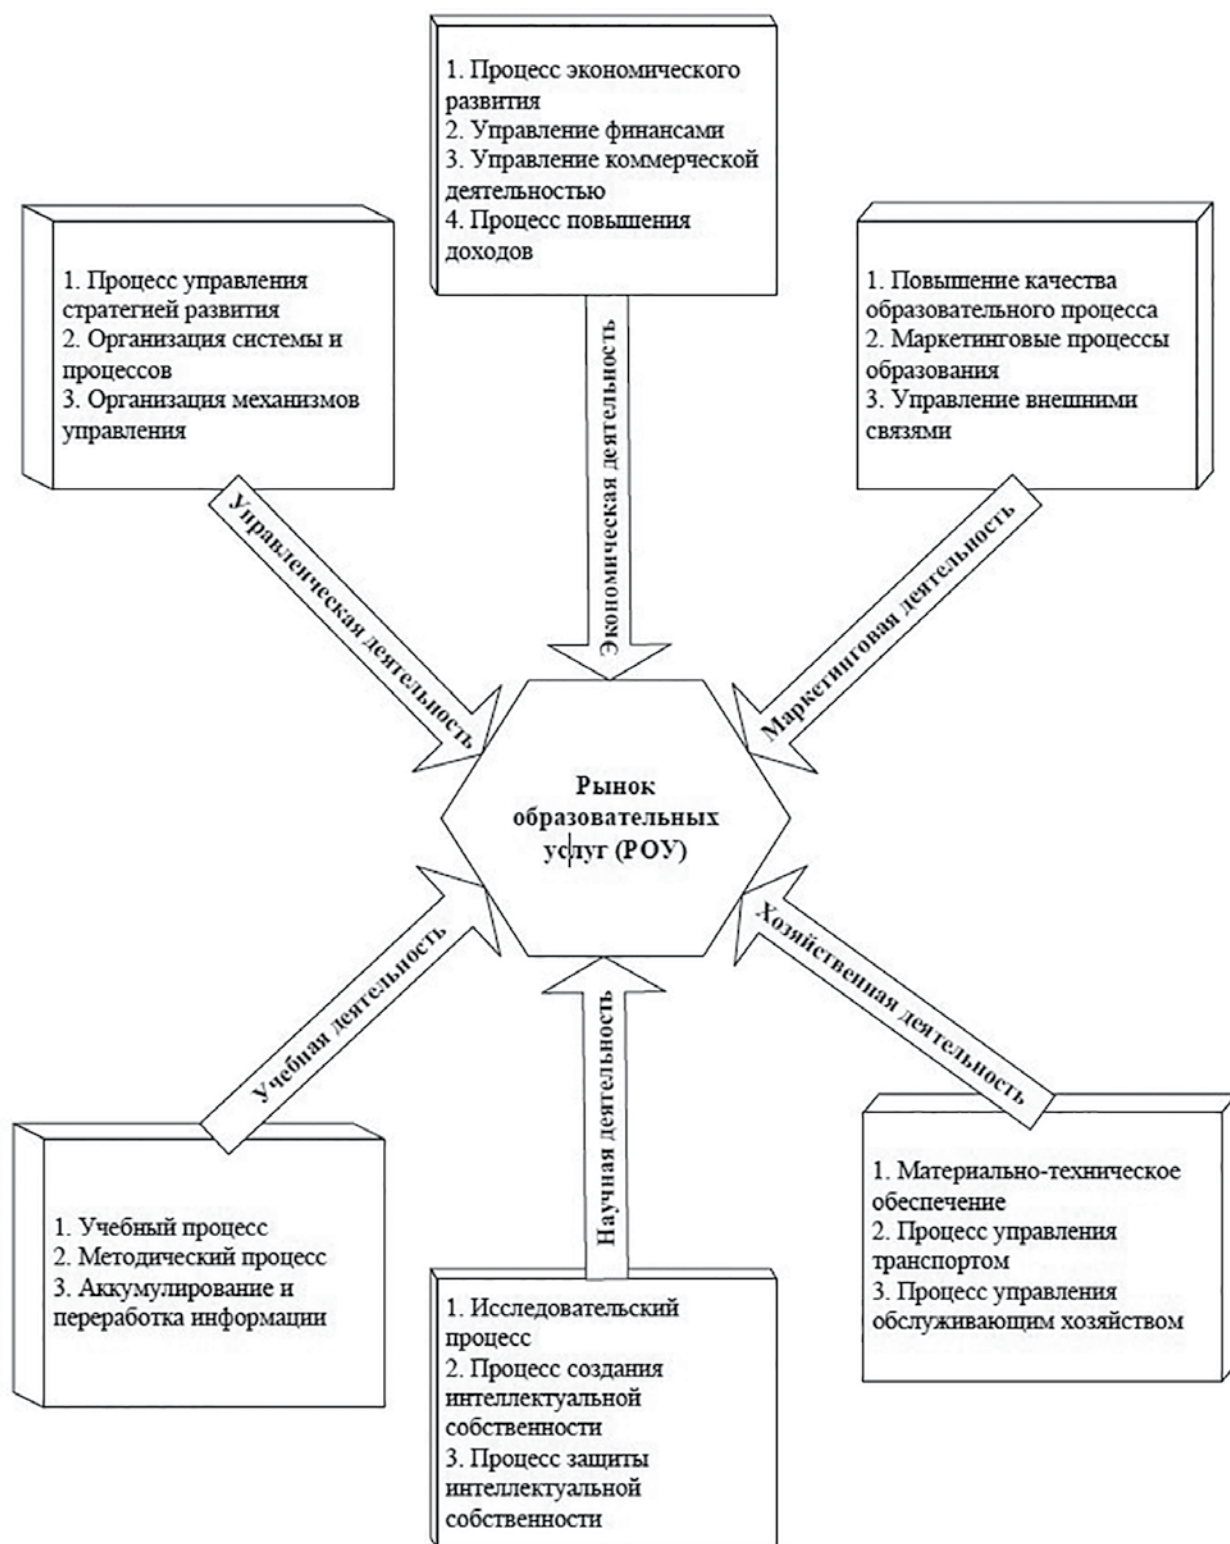 1. Процесс экономического
развития
2. Управление финансами
3. Управление коммерческой
деятельностью
4. Процесс повышения
доходов
1. Процесс управления
стратегией развития
2. Организация системы и
процессов
3. Организация механизмов
управления
1. Повышение качества
образовательного процесса
2. Маркетинговые процессы
образования
3. Управление внешними
связями
Управленческая деятельность
Экономическая деятельность
Маркетинговая деятельность
Рынок
образовательных
услуг (РОУ)
Учебная деятельность
Научная деятельность
Хозяйственная деятельность
1. Учебный процесс
2. Методический процесс
3. Аккумулирование и
переработка информации
1. Исследовательский
процесс
2. Процесс создания
интеллектуальной
собственности
3. Процесс защиты
интеллектуальной
собственности
1. Материально-техническое
обеспечение
2. Процесс управления
транспортом
3. Процесс управления
обслуживающим хозяйством